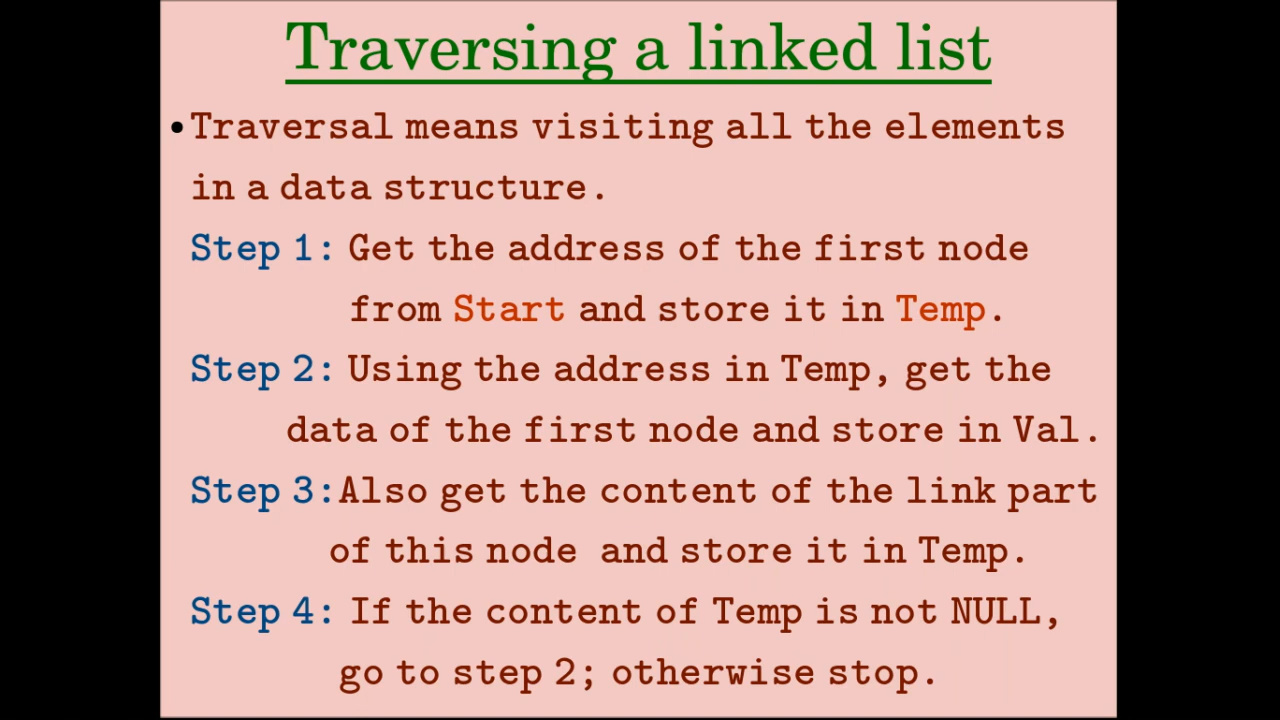 Traversing a linked list
•Traversal means visiting all the elements
in a data structure.
Step 1: Get the address of the first node
from Start and store it in Temp.
Step 2: Using the address in Temp, get the
data of the first node and store in Val.
Step 3:Also get the content of the link part
of this node and store it in Temp.
Step 4: If the content of Temp is not NULL,
go to step 2; otherwise stop.